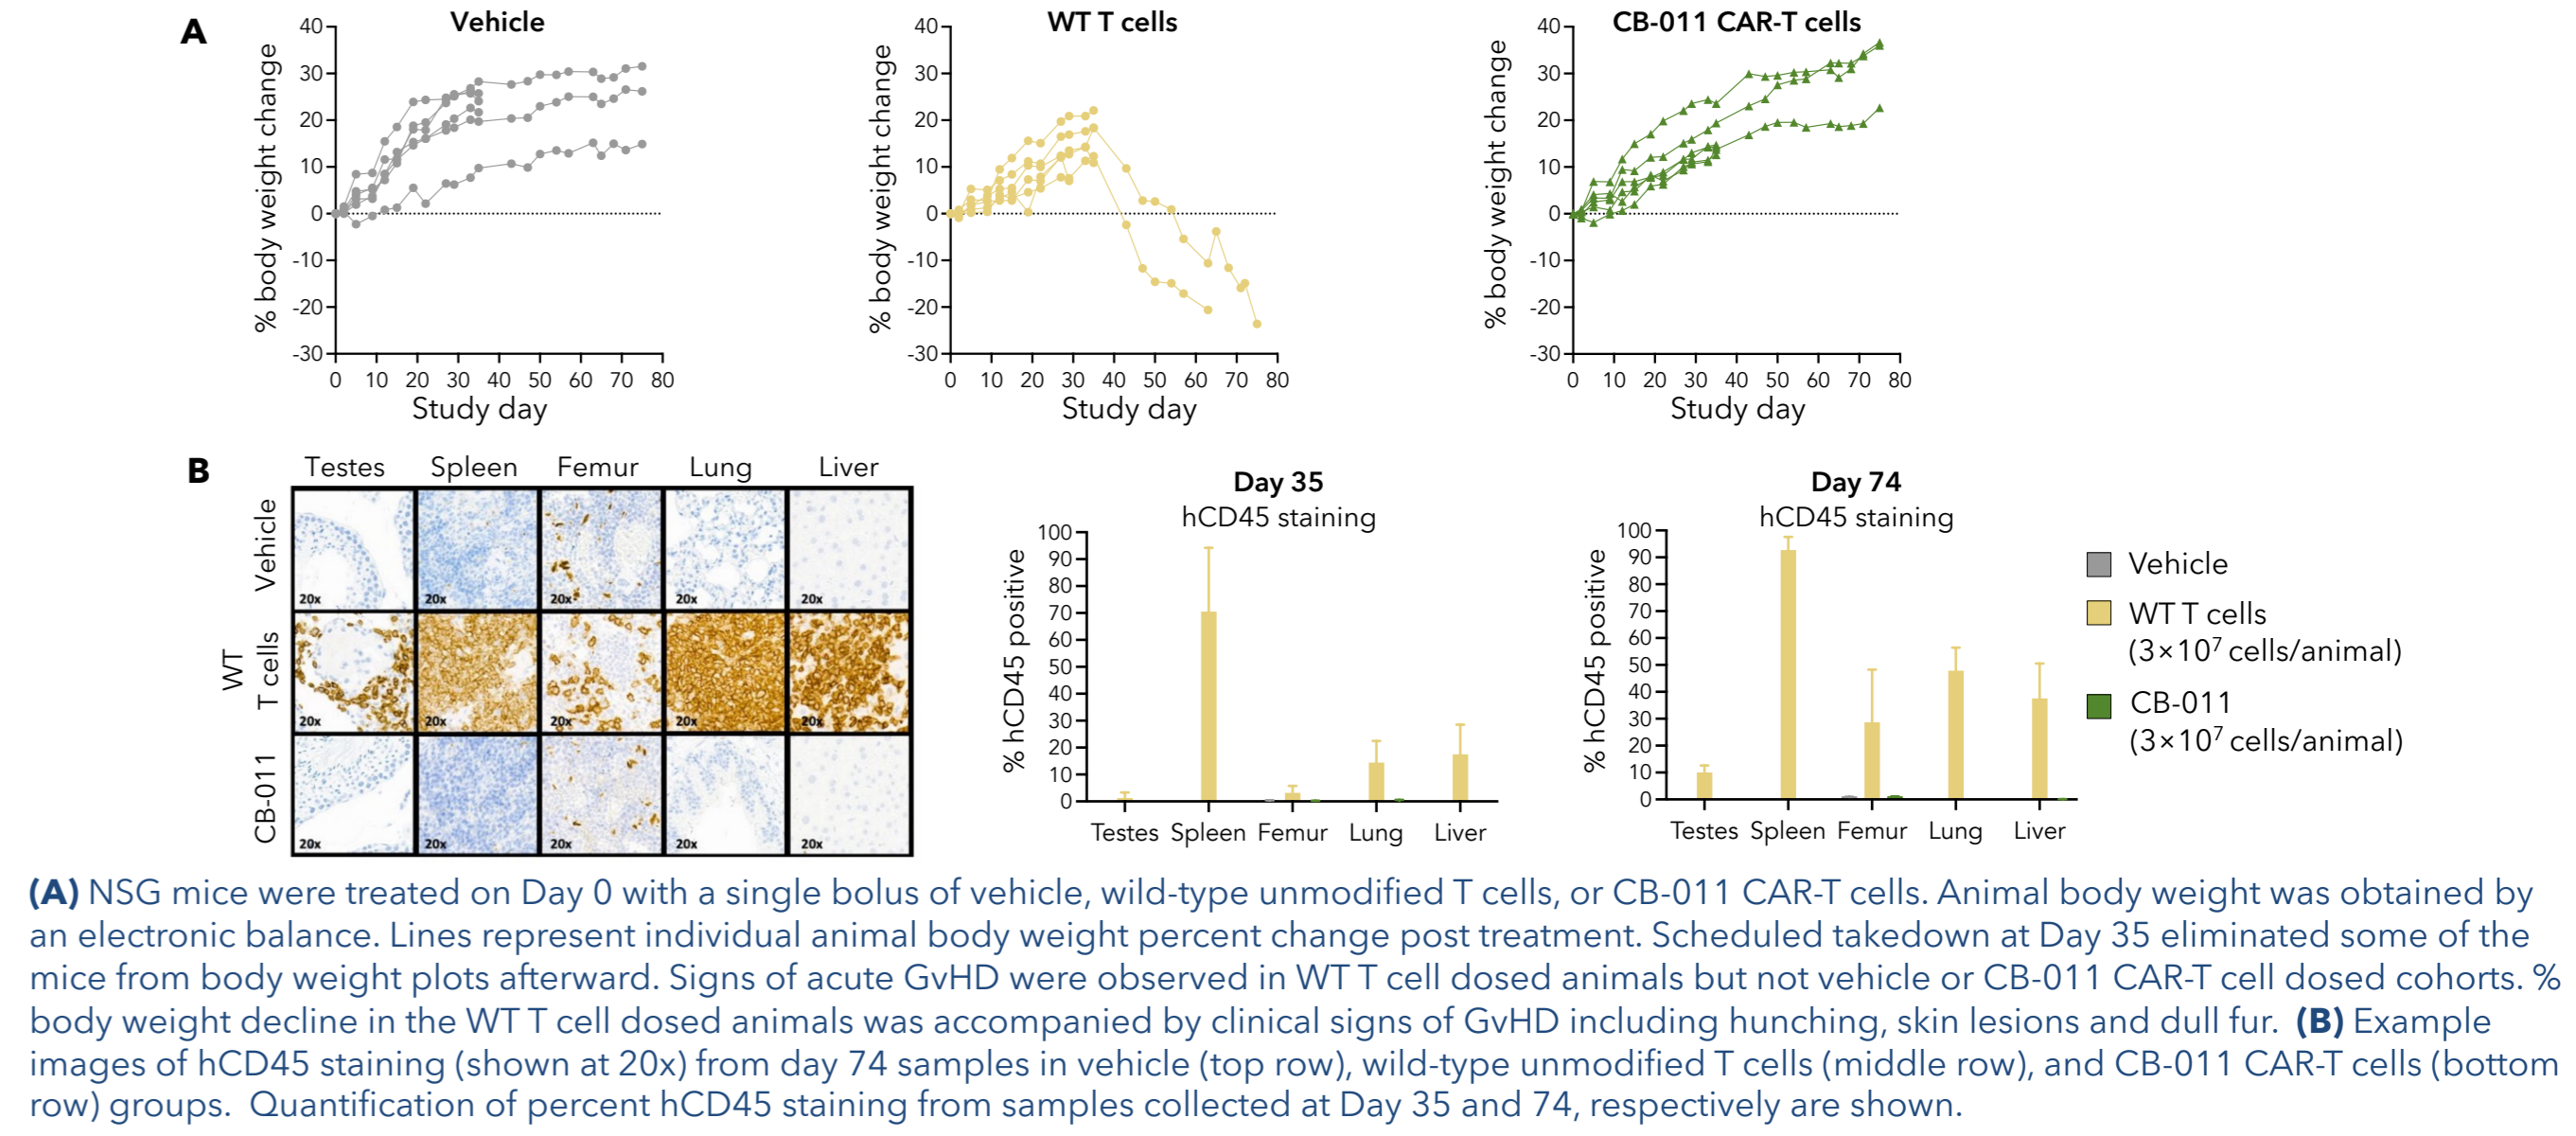 A
Vehicle
% body weight change
40
30
20
10
0
-10
-20
-30
0 10 20 30 40 50 60 70 80
Study day
WT T cells
% body weight change
40
30
20
10
0
-10
-20
-30
0 10 20 30 40 50 60 70 80
Study day
CB-011 CAR-T cells
% body weight change
40
30
20
10
0
-10
-20
-30
0 10 20 30 40 50 60 70 80
Study day
B
Testes Spleen Femur Lung Liver
Vehicle
20x 20x 20x 20x 20x
WT
T cells
20x 20x 20x 20x 20x
CB-011
20x 20x 20x 20x 20x
Day 35
hCD45 staining
% hCD45 positive
100
90
80
70
60
50
40
30
20
10
0
Testes Spleen Femur Lung Liver
Day 74
hCD45 staining
% hCD45 positive
100
90
80
70
60
50
40
30
20
10
0
Testes Spleen Femur Lung Liver
Vehicle
WT T cells
(3×10⁷ cells/animal)
CB-011
(3×10⁷ cells/animal)
(A) NSG mice were treated on Day 0 with a single bolus of vehicle, wild-type unmodified T cells, or CB-011 CAR-T cells. Animal body weight was obtained by
an electronic balance. Lines represent individual animal body weight percent change post treatment. Scheduled takedown at Day 35 eliminated some of the
mice from body weight plots afterward. Signs of acute GvHD were observed in WT T cell dosed animals but not vehicle or CB-011 CAR-T cell dosed cohorts. %
body weight decline in the WT T cell dosed animals was accompanied by clinical signs of GvHD including hunching, skin lesions and dull fur. (B) Example
images of hCD45 staining (shown at 20x) from day 74 samples in vehicle (top row), wild-type unmodified T cells (middle row), and CB-011 CAR-T cells (bottom
row) groups. Quantification of percent hCD45 staining from samples collected at Day 35 and 74, respectively are shown.